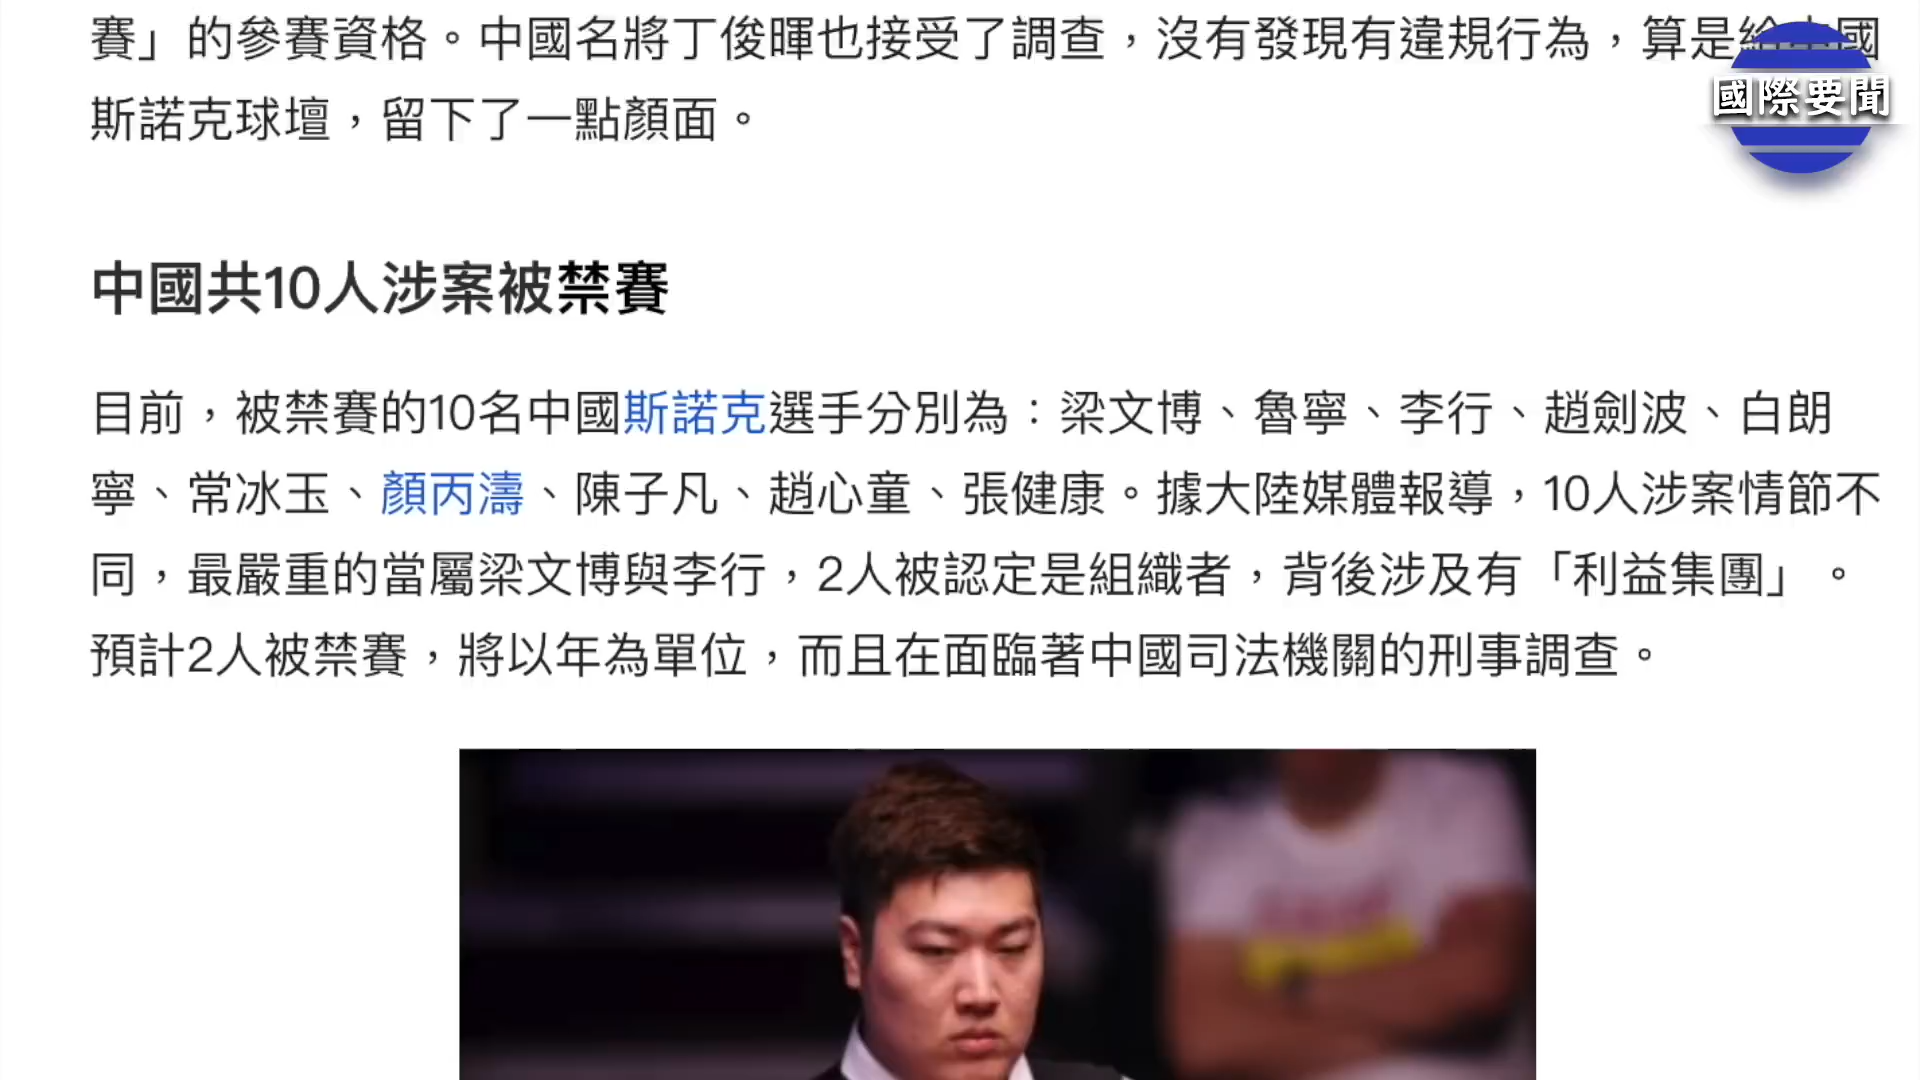 賽」的參賽資格。中國名將丁俊暉也接受了調查，沒有發現有違規行為，算是給中國
斯諾克球壇，留下了一點顏面。
國際要聞
中國共10人涉案被禁賽
目前，被禁賽的10名中國斯諾克選手分別為：梁文博、魯寧、李行、趙劍波、白朗
寧、常冰玉、顏丙濤、陳子凡、趙心童、張健康。據大陸媒體報導，10人涉案情節不
同，最嚴重的當屬梁文博與李行，2人被認定是組織者，背後涉及有「利益集團」。
預計2人被禁賽，將以年為單位，而且在面臨著中國司法機關的刑事調查。